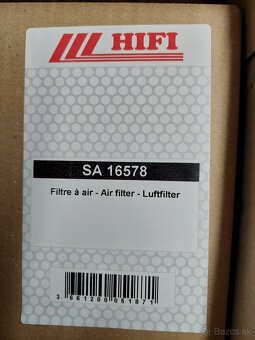 HIFI
SA 16578
Filtre à air - Air filter - Luftfilter
3 661200 051871
Bazos.sk